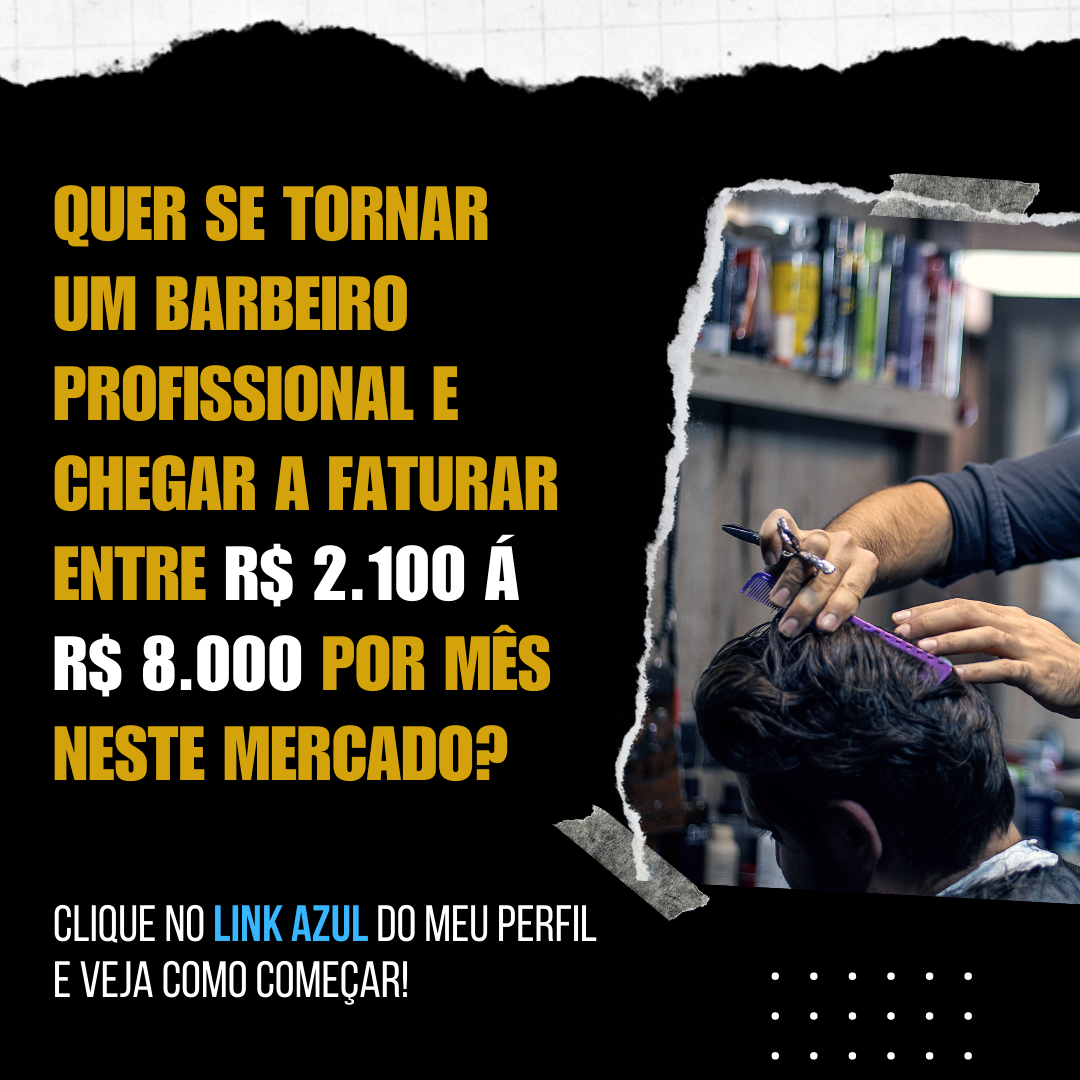 QUER SE TORNAR
UM BARBEIRO
PROFISSIONAL E
CHEGAR A FATURAR
ENTRE R$ 2.100 Á
R$ 8.000 POR MÊS
NESTE MERCADO?
CLIQUE NO LINK AZUL DO MEU PERFIL
E VEJA COMO COMEÇAR!